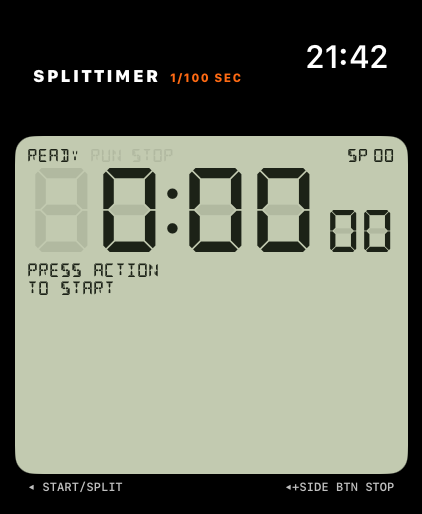 21:42
SPLITTIMER 1/100 SEC
READY RUN STOP SP 00
0:00 00
PRESS ACTION
TO START
◂ START/SPLIT ◂+SIDE BTN STOP